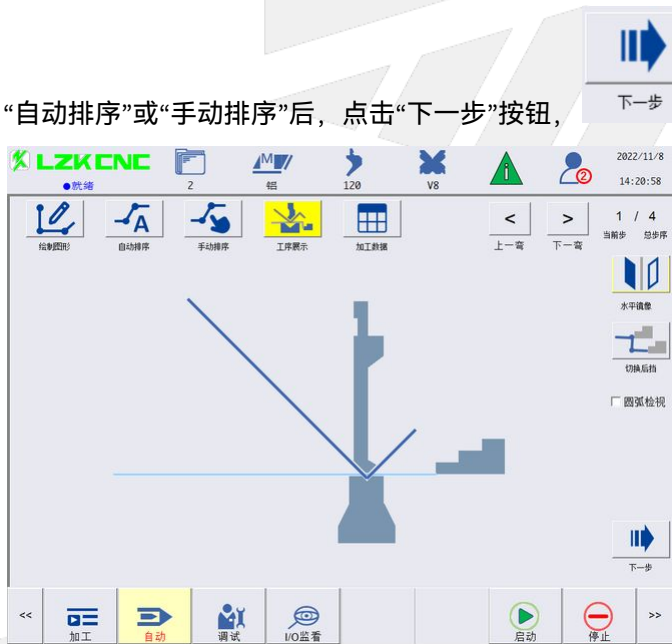 下一步
“自动排序”或“手动排序”后，点击“下一步”按钮，
LZKCNC
2022/11/8
●就绪 2 铝 120 V8 2 14:20:58
< > 1 / 4
绘制图形 自动排序 手动排序 工序展示 加工数据 上一弯 下一弯 当前步 总步序
水平镜像
切换后挡
圆弧检视
下一步
<< 加工 自动 调试 I/O监看 启动 停止 >>